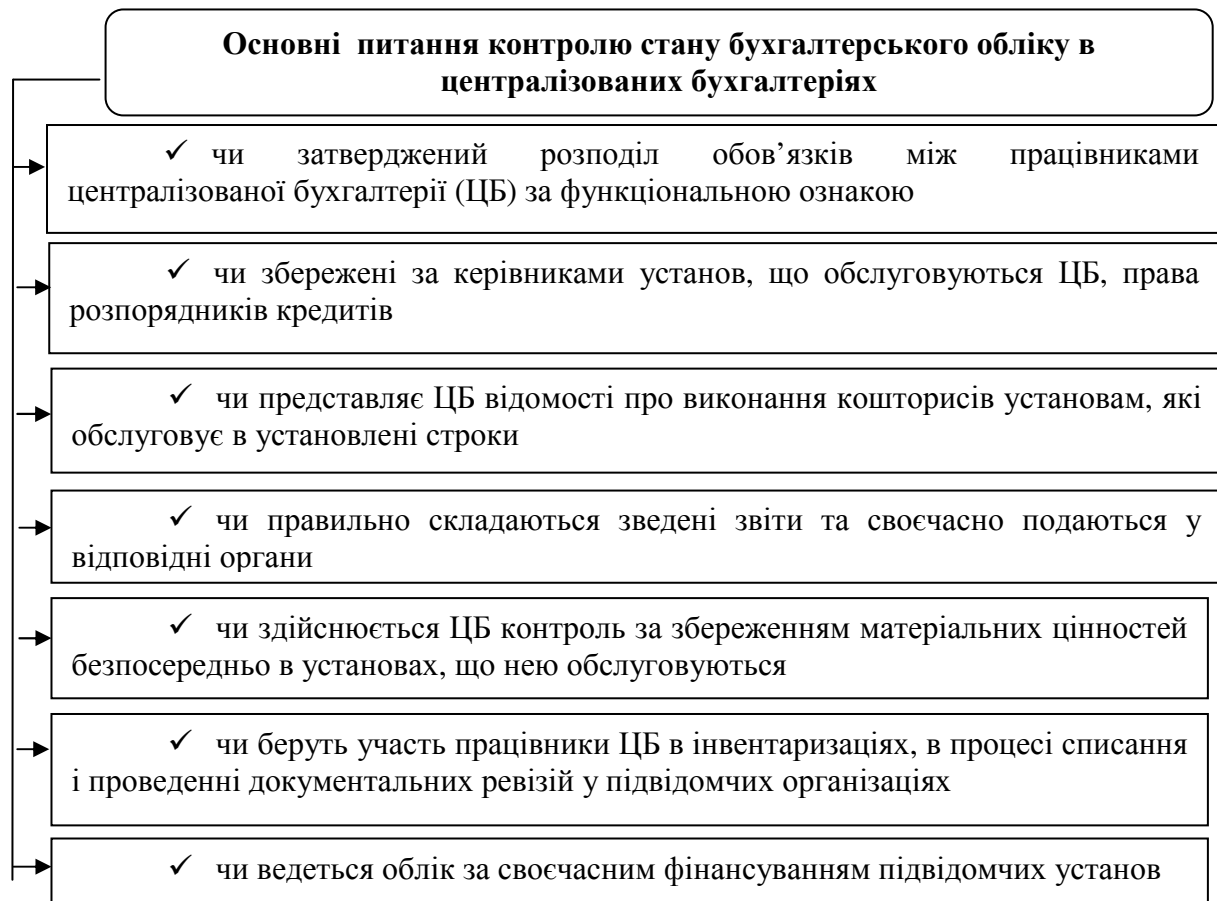 Основні питання контролю стану бухгалтерського обліку в
централізованих бухгалтеріях
✓ чи затверджений розподіл обов’язків між працівниками
централізованої бухгалтерії (ЦБ) за функціональною ознакою
✓ чи збережені за керівниками установ, що обслуговуються ЦБ, права
розпорядників кредитів
✓ чи представляє ЦБ відомості про виконання кошторисів установам, які
обслуговує в установлені строки
✓ чи правильно складаються зведені звіти та своєчасно подаються у
відповідні органи
✓ чи здійснюється ЦБ контроль за збереженням матеріальних цінностей
безпосередньо в установах, що нею обслуговуються
✓ чи беруть участь працівники ЦБ в інвентаризаціях, в процесі списання
і проведенні документальних ревізій у підвідомчих організаціях
✓ чи ведеться облік за своєчасним фінансуванням підвідомчих установ